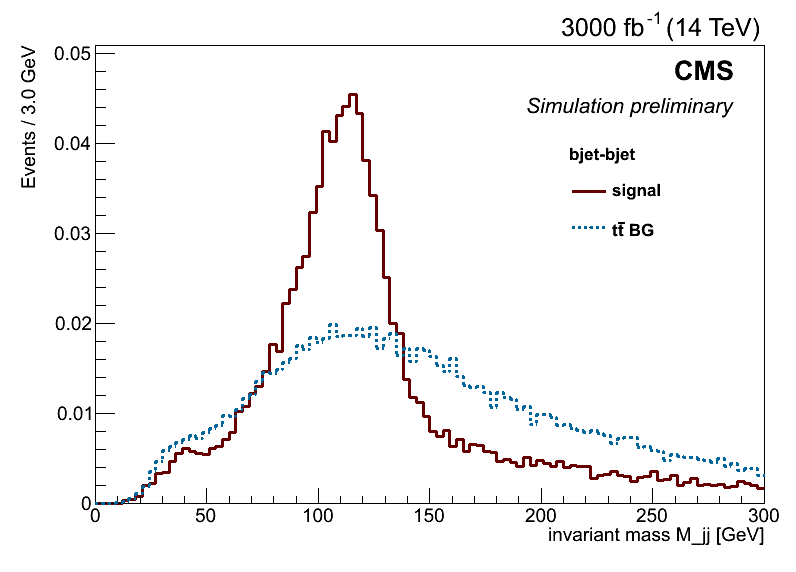 3000 fb⁻¹ (14 TeV)
CMS
Simulation preliminary
bjet-bjet
signal
tt̄ BG
Events / 3.0 GeV
0.05
0.04
0.03
0.02
0.01
0
0 50 100 150 200 250 300
invariant mass M_jj [GeV]